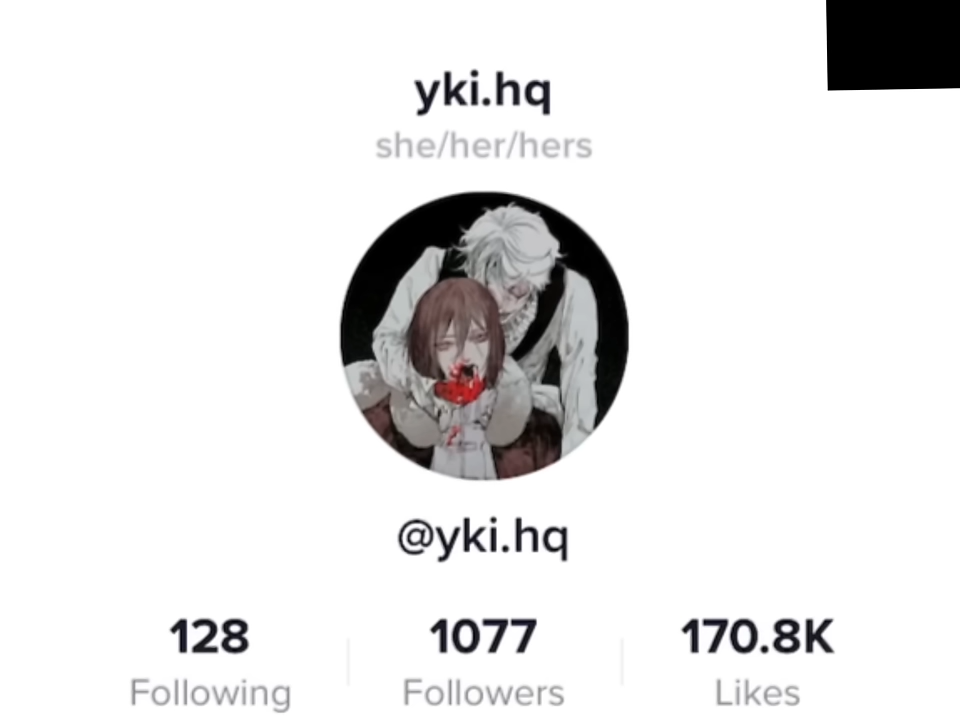 yki.hq
she/her/hers
@yki.hq
128 1077 170.8K
Following Followers Likes